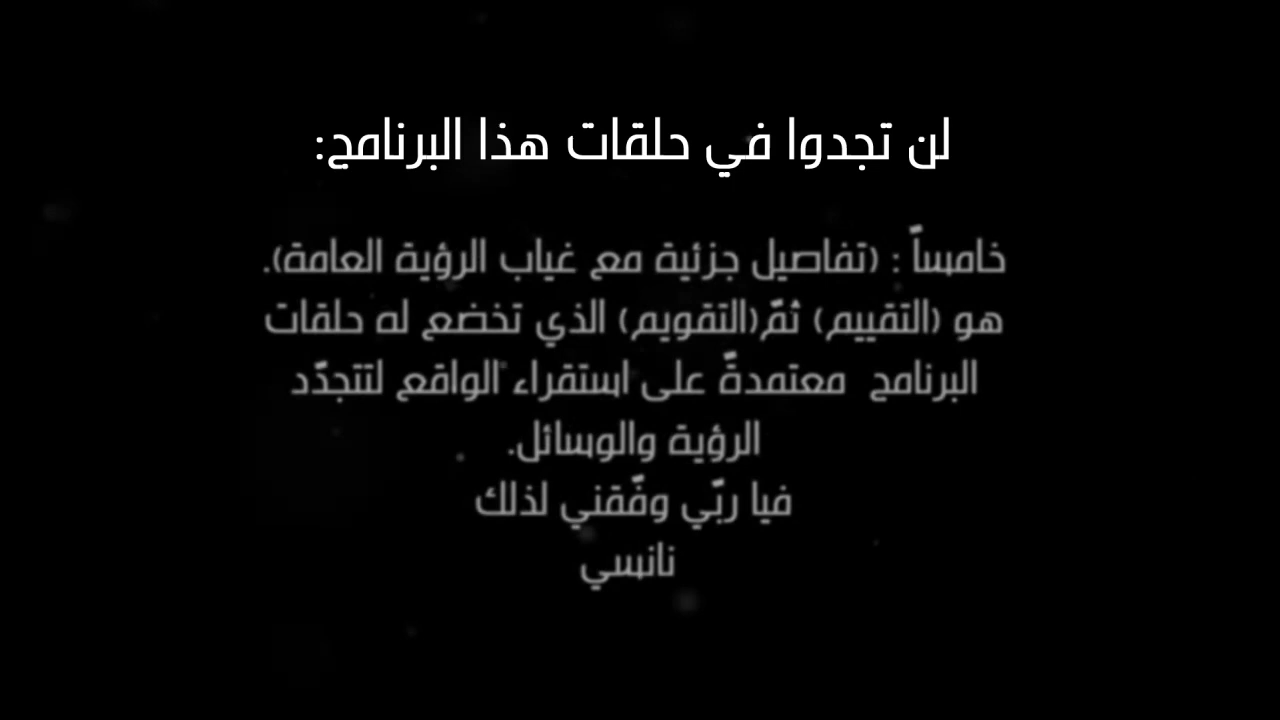 لن تجدوا في حلقات هذا البرنامج:
خامساً : (تفاصيل جزئية مع غياب الرؤية العامة).
هو (التقييم) ثمّ(التقويم) الذي تخضع له حلقات
البرنامج معتمدةً على استقراء الواقع لتتجدّد
الرؤية والوسائل.
فيا ربّي وفّقني لذلك
نانسي